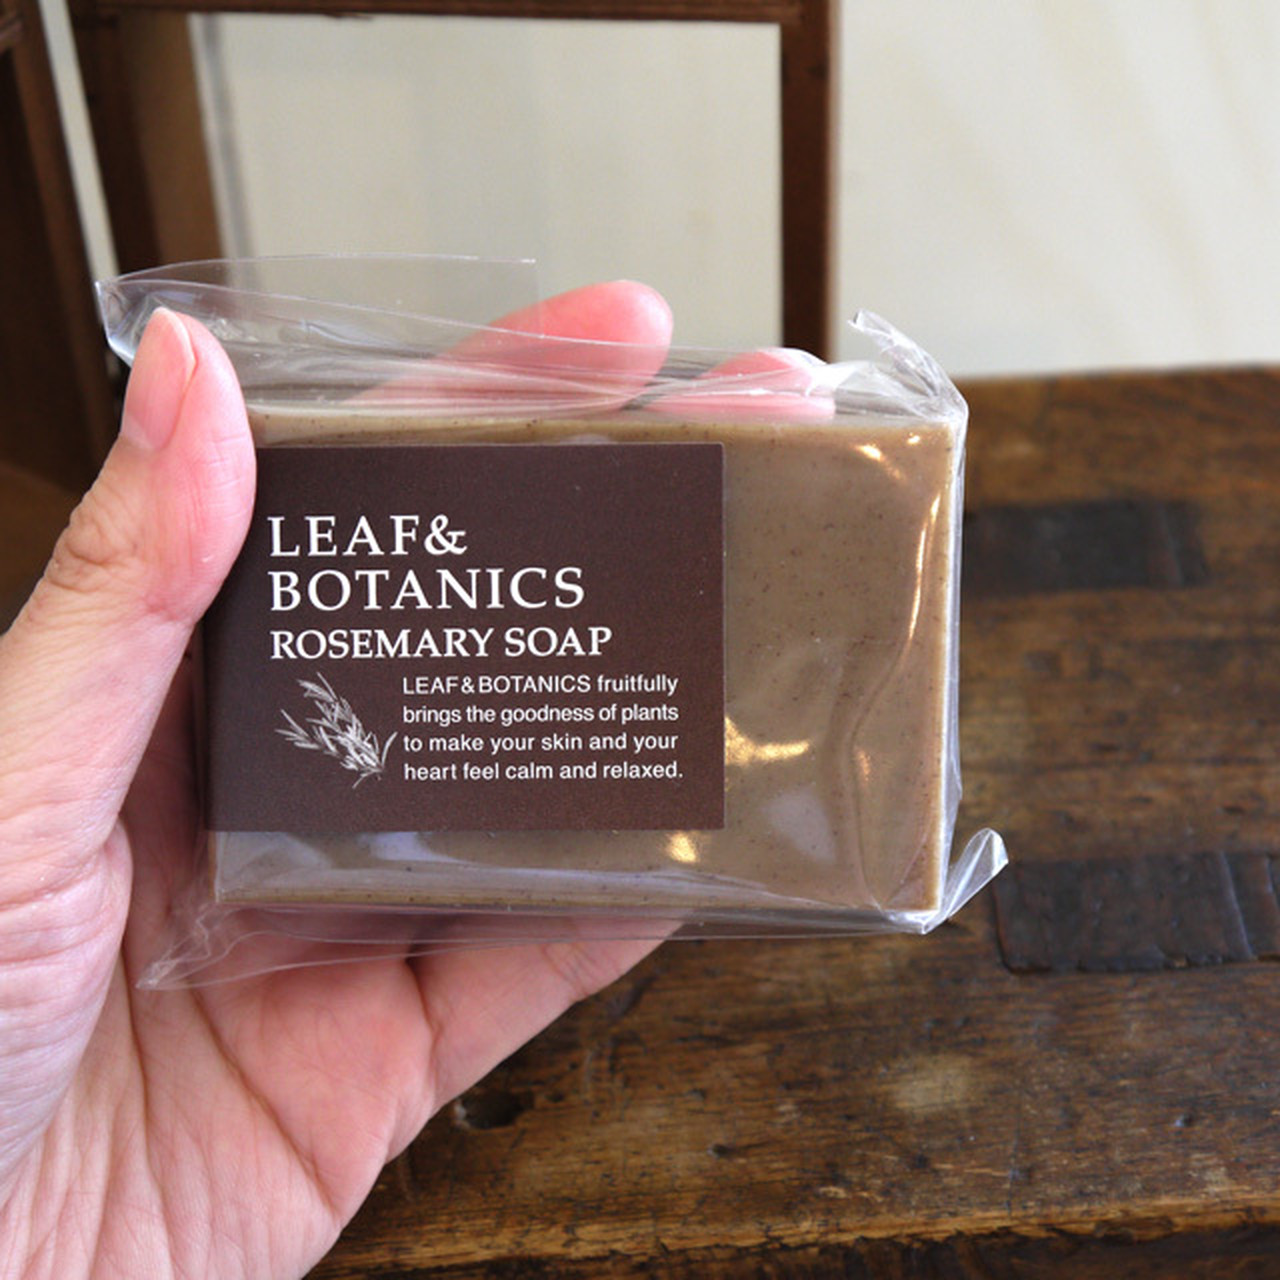 LEAF&
BOTANICS
ROSEMARY SOAP
LEAF&BOTANICS fruitfully
brings the goodness of plants
to make your skin and your
heart feel calm and relaxed.